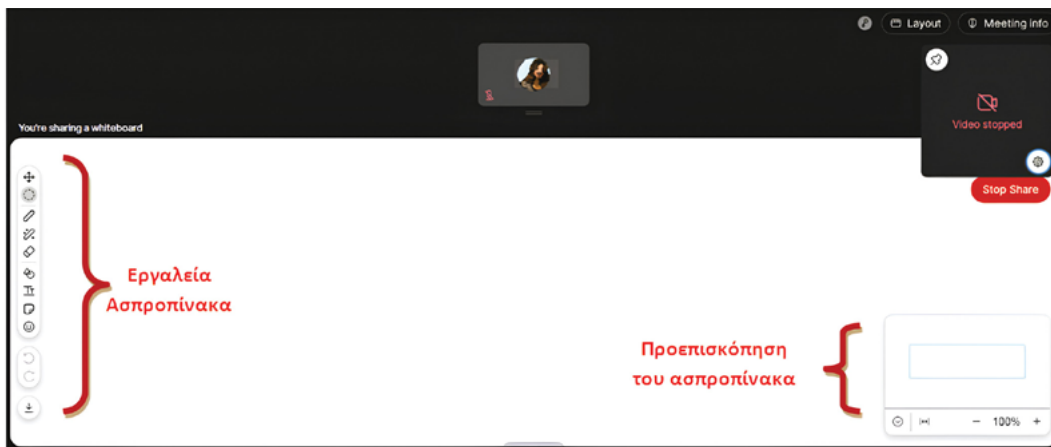 Layout
Meeting info
Video stopped
You're sharing a whiteboard
Stop Share
Εργαλεία
Ασπροπίνακα
Προεπισκόπηση
του ασπροπίνακα
100%